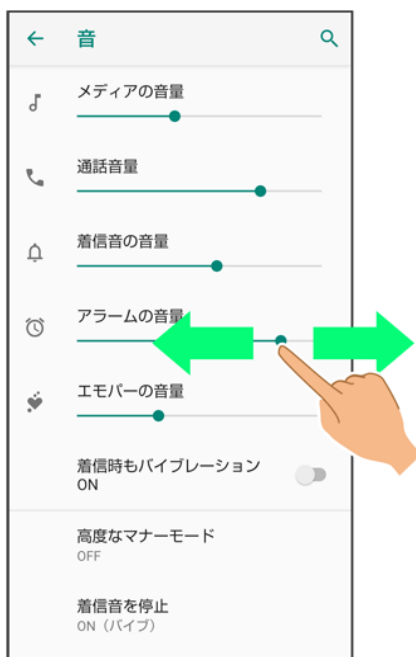 音
メディアの音量
通話音量
着信音の音量
アラームの音量
エモパーの音量
着信時もバイブレーション
ON
高度なマナーモード
OFF
着信音を停止
ON（バイブ）